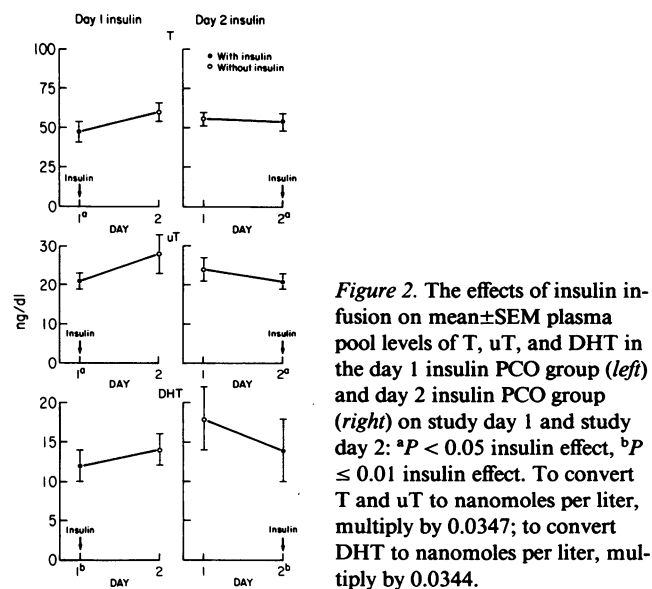 Day 1 insulin Day 2 insulin
T
100
75
50
25
0
• With insulin
○ Without insulin
Insulin
Insulin
1ᵃ 2 1 2ᵃ
DAY DAY
uT
30
20
10
0
ng/dl
Insulin
Insulin
1ᵃ 2 1 2ᵃ
DAY DAY
DHT
20
15
10
5
0
Insulin
Insulin
1ᵇ 2 1 2ᵇ
DAY DAY
Figure 2. The effects of insulin in-
fusion on mean±SEM plasma
pool levels of T, uT, and DHT in
the day 1 insulin PCO group (left)
and day 2 insulin PCO group
(right) on study day 1 and study
day 2: ᵃP < 0.05 insulin effect, ᵇP
≤ 0.01 insulin effect. To convert
T and uT to nanomoles per liter,
multiply by 0.0347; to convert
DHT to nanomoles per liter, mul-
tiply by 0.0344.